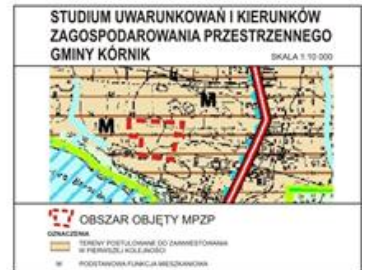 STUDIUM UWARUNKOWAŃ I KIERUNKÓW
ZAGOSPODAROWANIA PRZESTRZENNEGO
GMINY KÓRNIK
SKALA 1:10 000
M
M
OBSZAR OBJĘTY MPZP
OZNACZENIA
TERENY POSTULOWANE DO ZAINWESTOWANIA
W PIERWSZEJ KOLEJNOŚCI
M PODSTAWOWA FUNKCJA MIESZKANIOWA